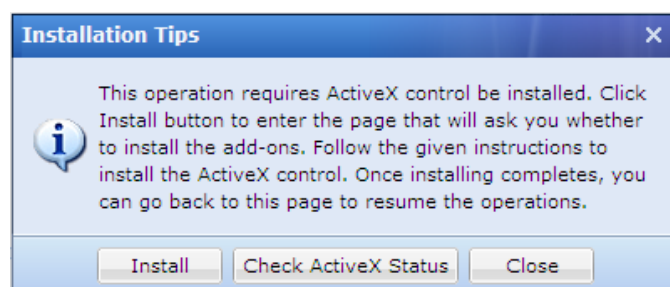 Installation Tips
This operation requires ActiveX control be installed. Click
Install button to enter the page that will ask you whether
to install the add-ons. Follow the given instructions to
install the ActiveX control. Once installing completes, you
can go back to this page to resume the operations.
Install Check ActiveX Status Close